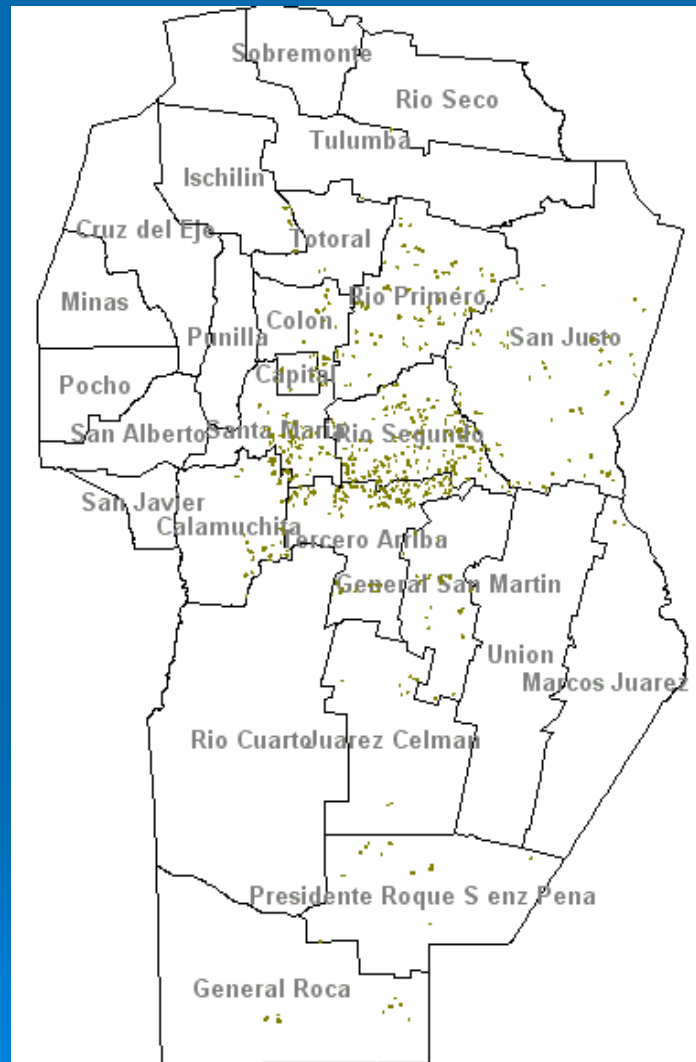 Sobremonte
Rio Seco
Tulumba
Ischilin
Cruz del Eje
Totoral
Minas
Rio Primero
Colon
Punilla
San Justo
Pocho
Capital
San Alberto
Santa Maria
Rio Segundo
San Javier
Calamuchita
Tercero Arriba
General San Martin
Union
Marcos Juarez
Rio Cuarto
Juarez Celman
Presidente Roque S enz Pena
General Roca